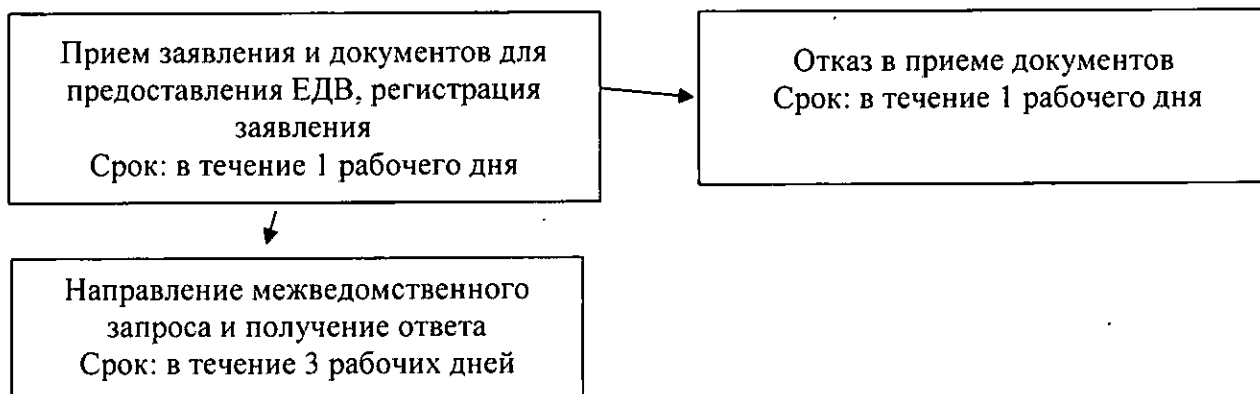 Прием заявления и документов для
предоставления ЕДВ, регистрация
заявления
Срок: в течение 1 рабочего дня
Отказ в приеме документов
Срок: в течение 1 рабочего дня
Направление межведомственного
запроса и получение ответа
Срок: в течение 3 рабочих дней